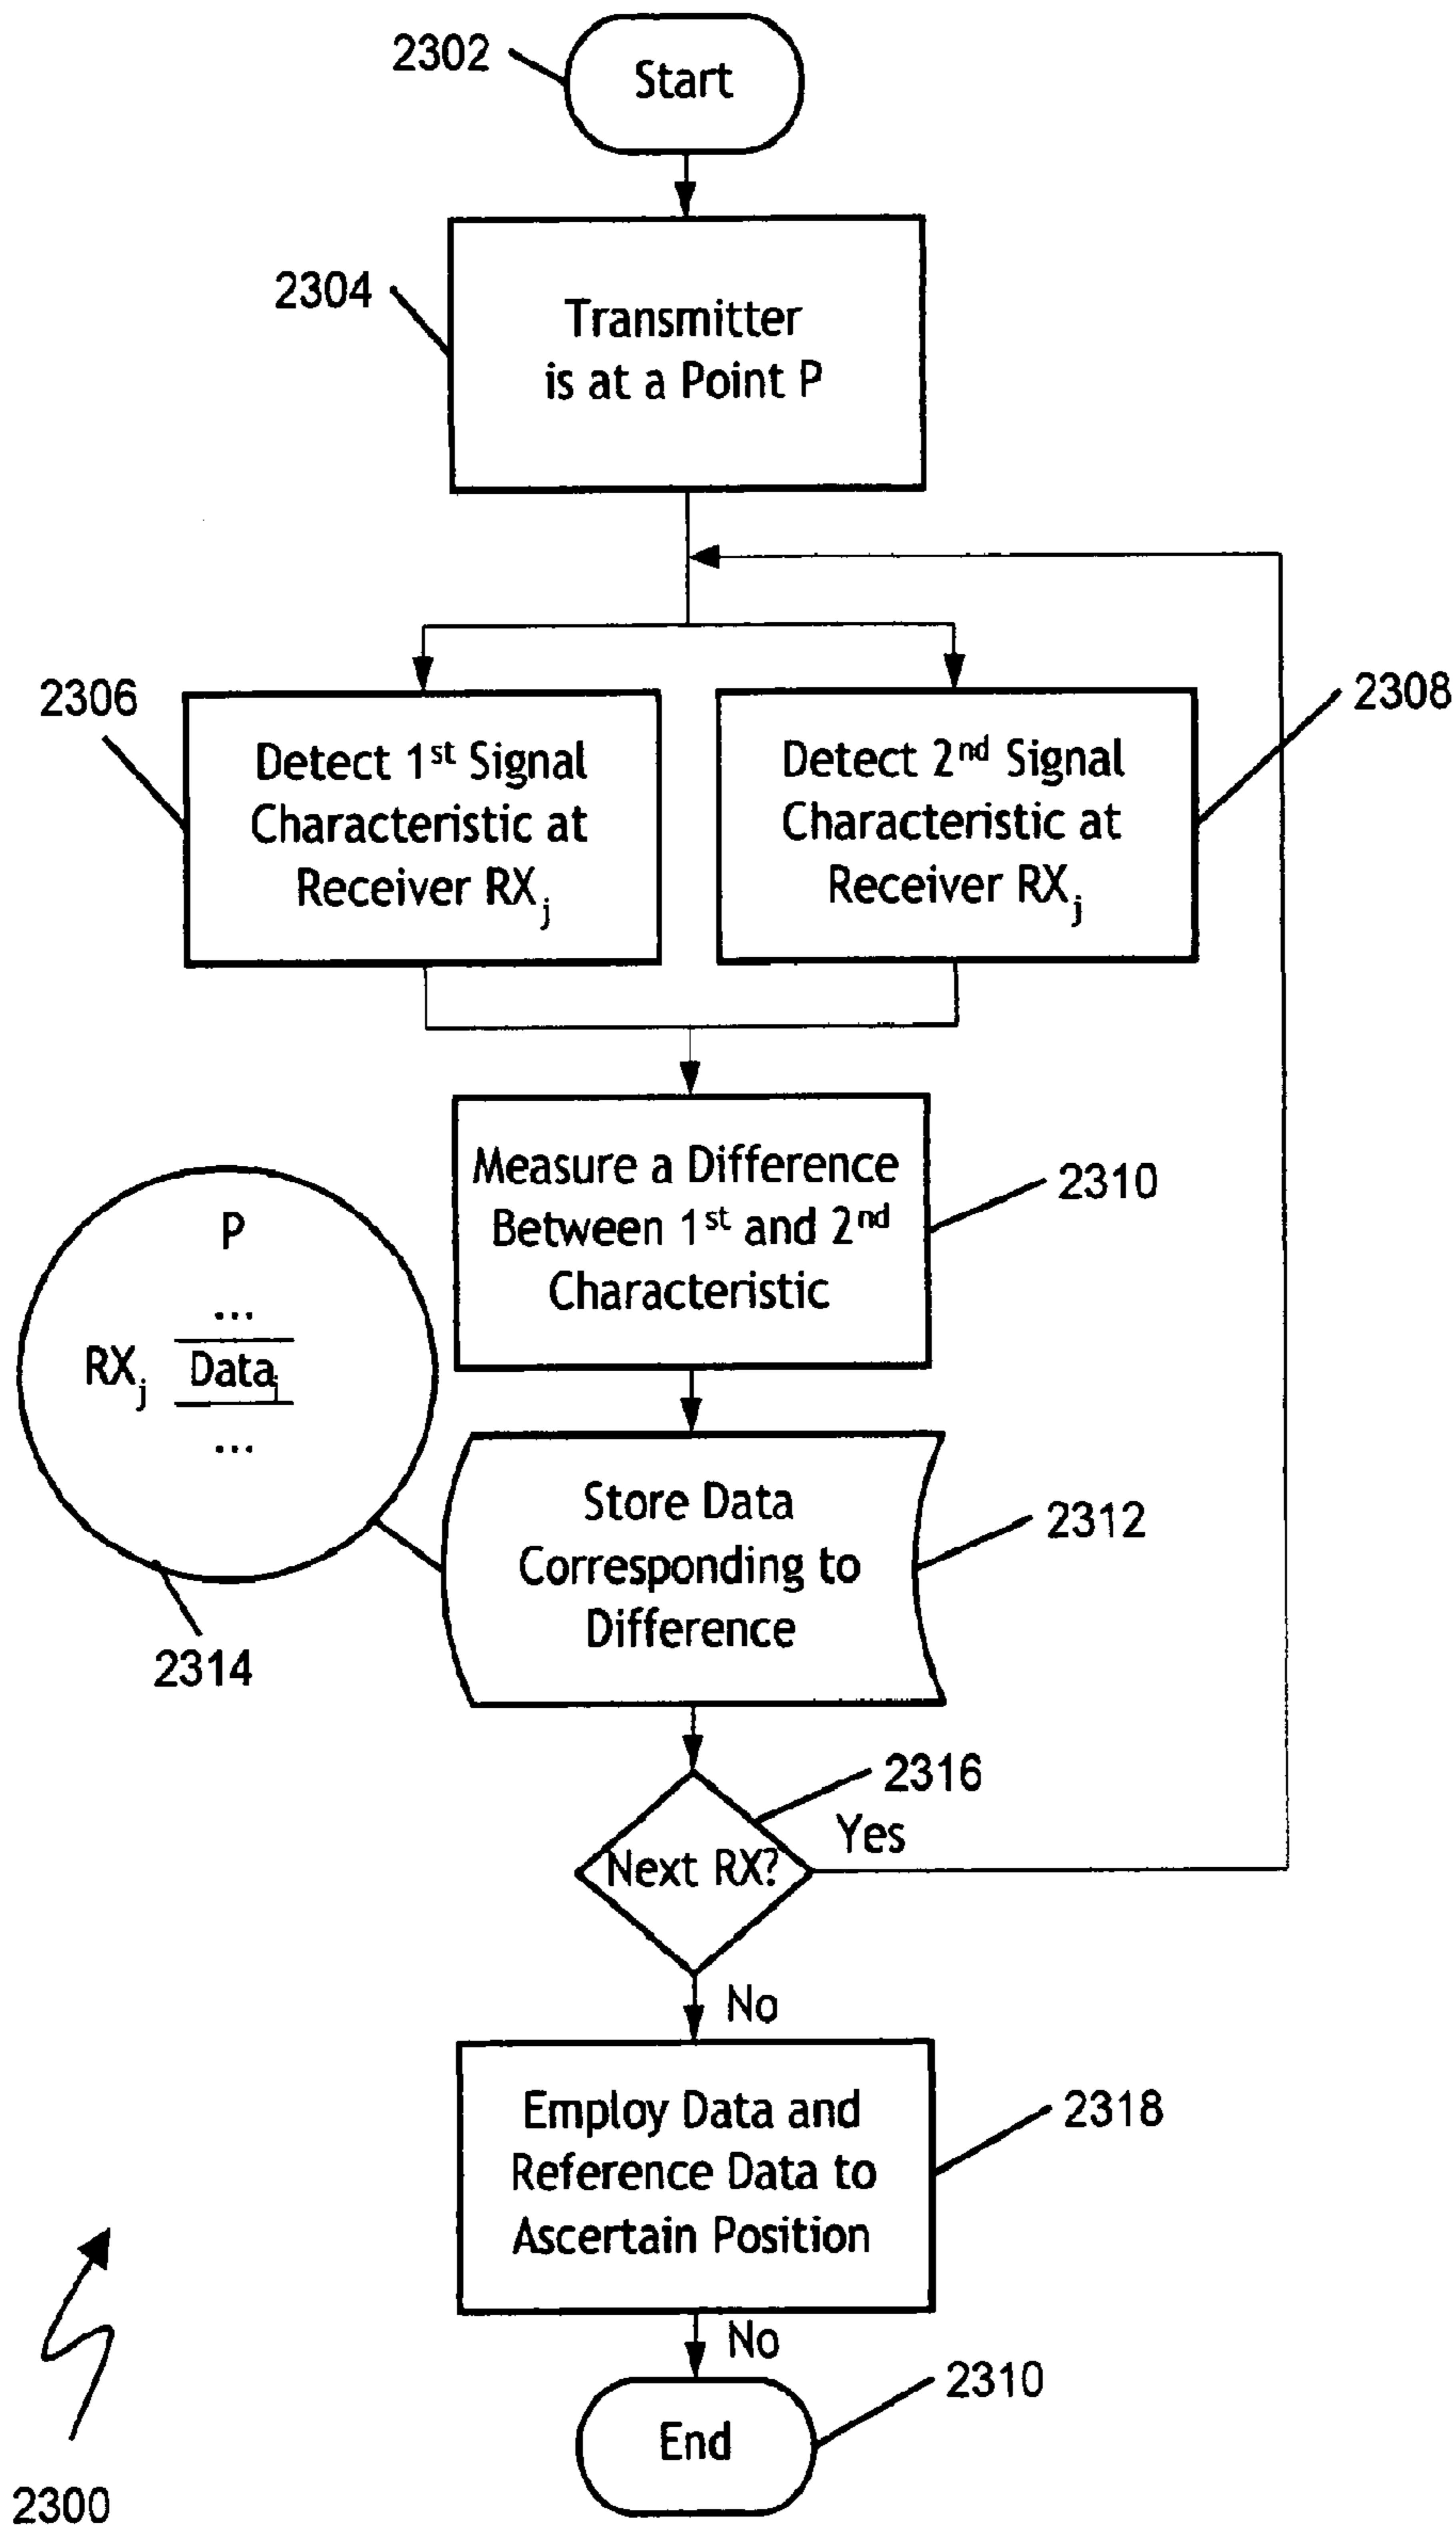 2302
Start
2304
Transmitter
is at a Point P
2306
Detect 1st Signal
Characteristic at
Receiver RXj
2308
Detect 2nd Signal
Characteristic at
Receiver RXj
Measure a Difference
Between 1st and 2nd
Characteristic
2310
P
...
RXj Dataj
...
2314
Store Data
Corresponding to
Difference
2312
2316
Next RX?
Yes
No
Employ Data and
Reference Data to
Ascertain Position
2318
No
End
2310
2300